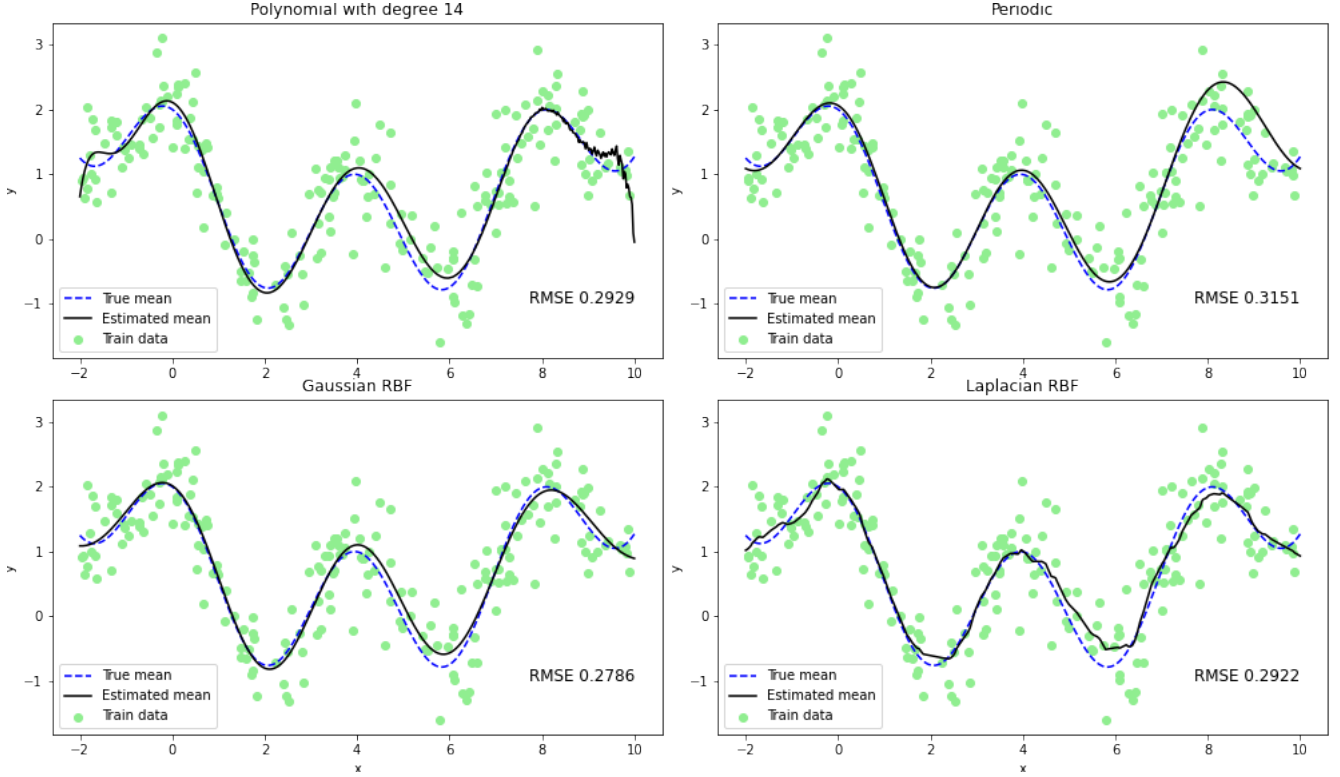 Polynomial with degree 14
3
2
1
0
−1
y
True mean
Estimated mean
Train data
RMSE 0.2929
−2 0 2 4 6 8 10
Periodic
3
2
1
0
−1
y
True mean
Estimated mean
Train data
RMSE 0.3151
−2 0 2 4 6 8 10
Gaussian RBF
3
2
1
0
−1
y
True mean
Estimated mean
Train data
RMSE 0.2786
−2 0 2 4 6 8 10
x
Laplacian RBF
3
2
1
0
−1
y
True mean
Estimated mean
Train data
RMSE 0.2922
−2 0 2 4 6 8 10
x